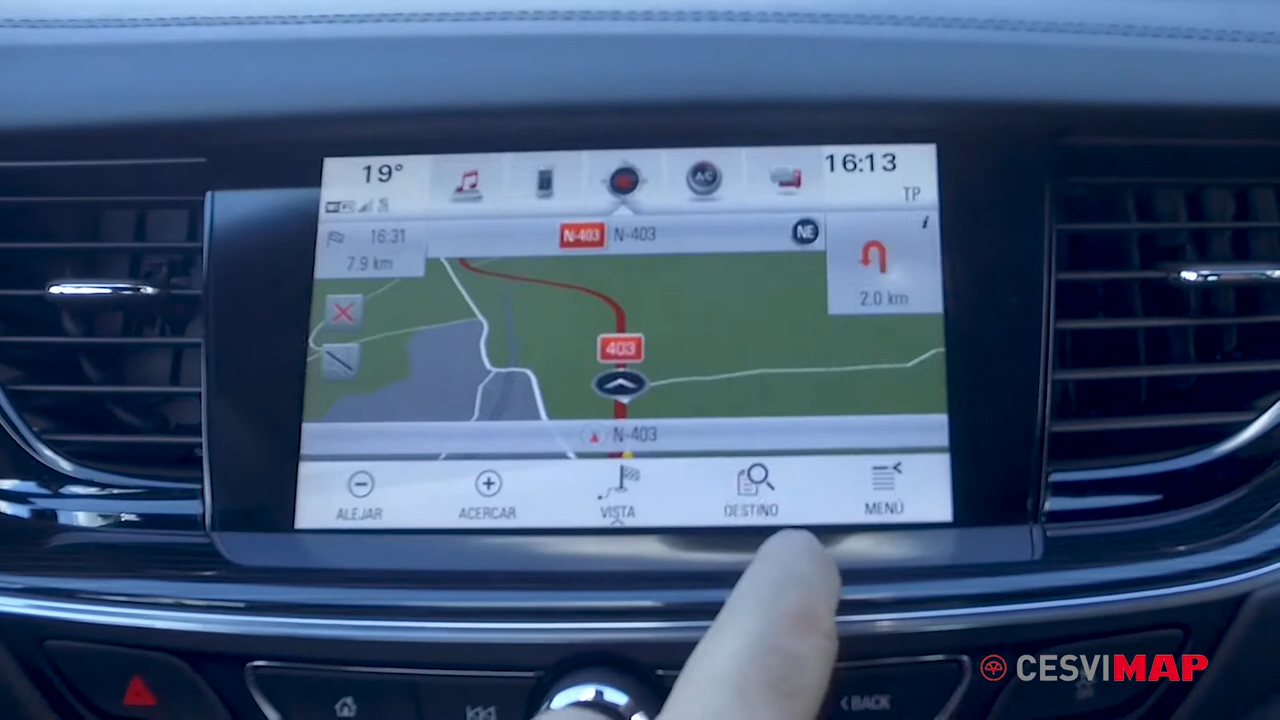 19°
16:13
A/C
TP
16:31
7.9 km
N-403 N-403
NE
i
2.0 km
403
N-403
ALEJAR
ACERCAR
VISTA
DESTINO
MENÚ
<BACK
CESVIMAP